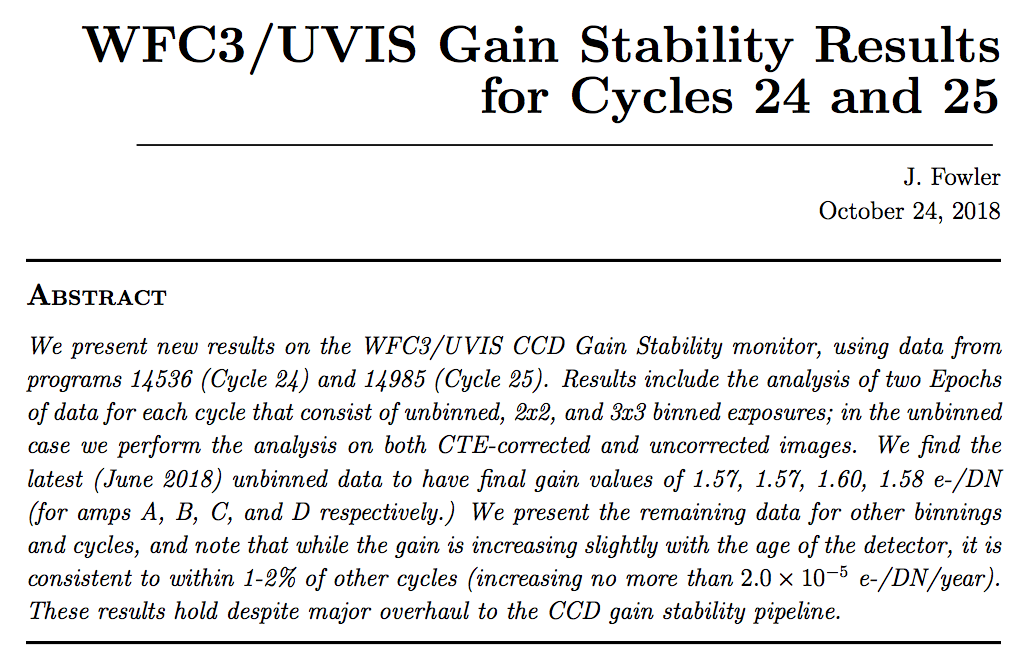 WFC3/UVIS Gain Stability Results
for Cycles 24 and 25
J. Fowler
October 24, 2018
Abstract
We present new results on the WFC3/UVIS CCD Gain Stability monitor, using data from
programs 14536 (Cycle 24) and 14985 (Cycle 25). Results include the analysis of two Epochs
of data for each cycle that consist of unbinned, 2x2, and 3x3 binned exposures; in the unbinned
case we perform the analysis on both CTE-corrected and uncorrected images. We find the
latest (June 2018) unbinned data to have final gain values of 1.57, 1.57, 1.60, 1.58 e-/DN
(for amps A, B, C, and D respectively.) We present the remaining data for other binnings
and cycles, and note that while the gain is increasing slightly with the age of the detector, it is
consistent to within 1-2% of other cycles (increasing no more than 2.0 × 10⁻⁵ e-/DN/year).
These results hold despite major overhaul to the CCD gain stability pipeline.